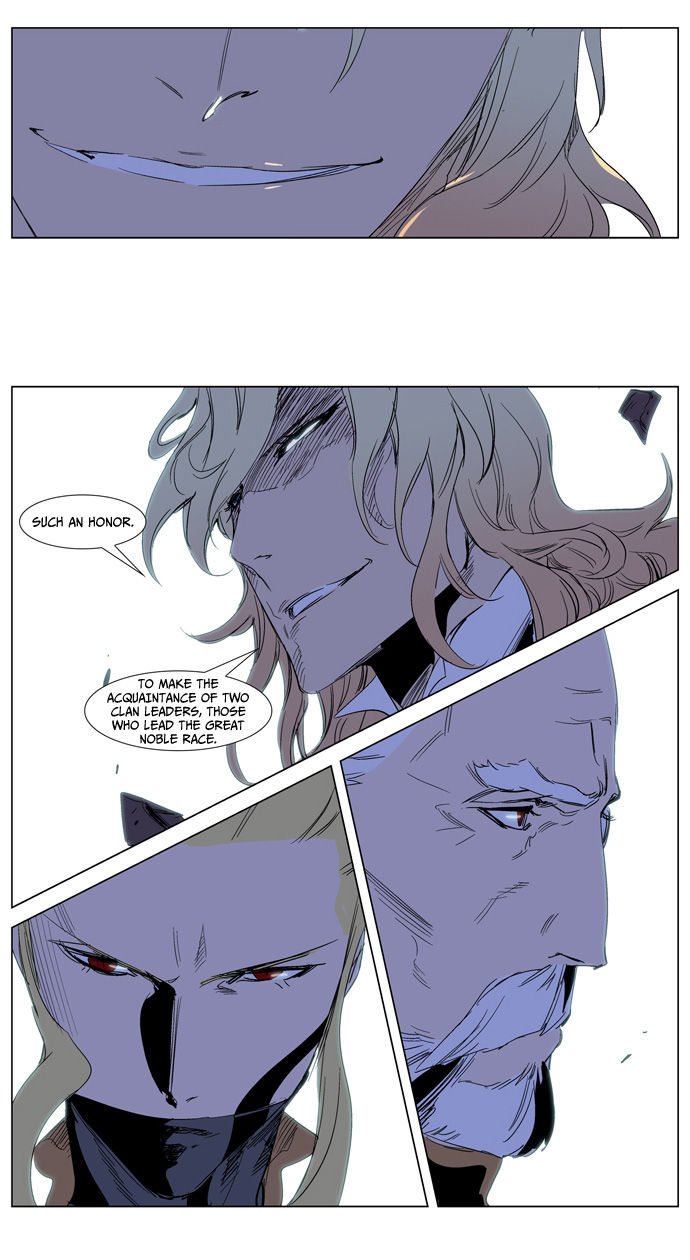 SUCH AN HONOR.
TO MAKE THE
ACQUAINTANCE OF TWO
CLAN LEADERS, THOSE
WHO LEAD THE GREAT
NOBLE RACE.